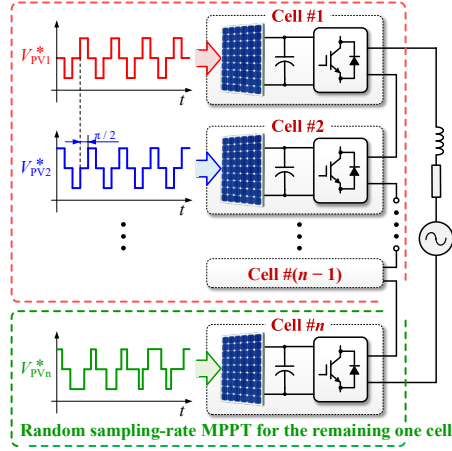 Cell #1
V*PV1
t
Cell #2
π / 2
V*PV2
t
Cell #(n − 1)
Cell #n
V*PVn
t
Random sampling-rate MPPT for the remaining one cell